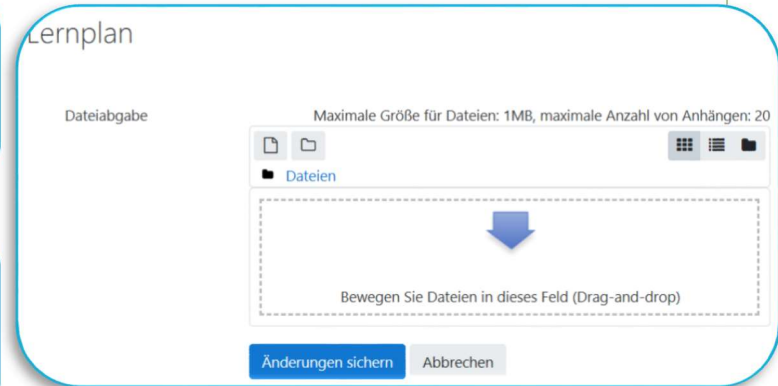 Lernplan
Dateiabgabe
Maximale Größe für Dateien: 1MB, maximale Anzahl von Anhängen: 20
Dateien
Bewegen Sie Dateien in dieses Feld (Drag-and-drop)
Änderungen sichern Abbrechen